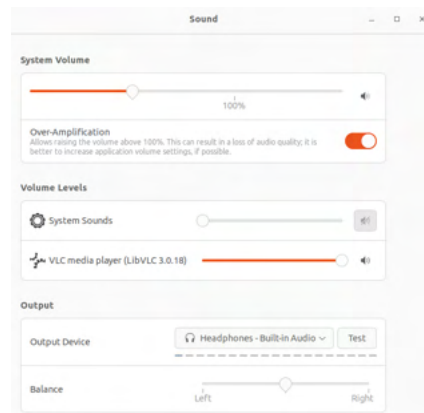 Sound
System Volume
100%
Over-Amplification
Allows raising the volume above 100%. This can result in a loss of audio quality; it is
better to increase application volume settings, if possible.
Volume Levels
System Sounds
VLC media player (LibVLC 3.0.18)
Output
Output Device
Headphones - Built-in Audio
Test
Balance
Left
Right